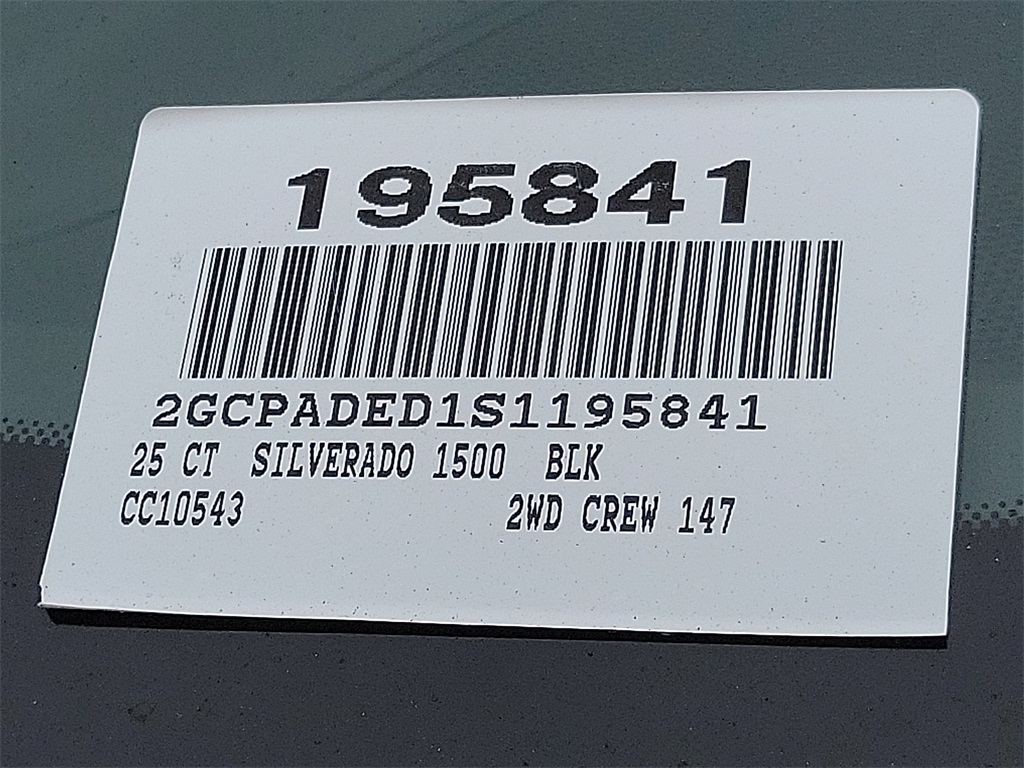 195841
2GCPADED1S1195841
25 CT SILVERADO 1500 BLK
CC10543 2WD CREW 147